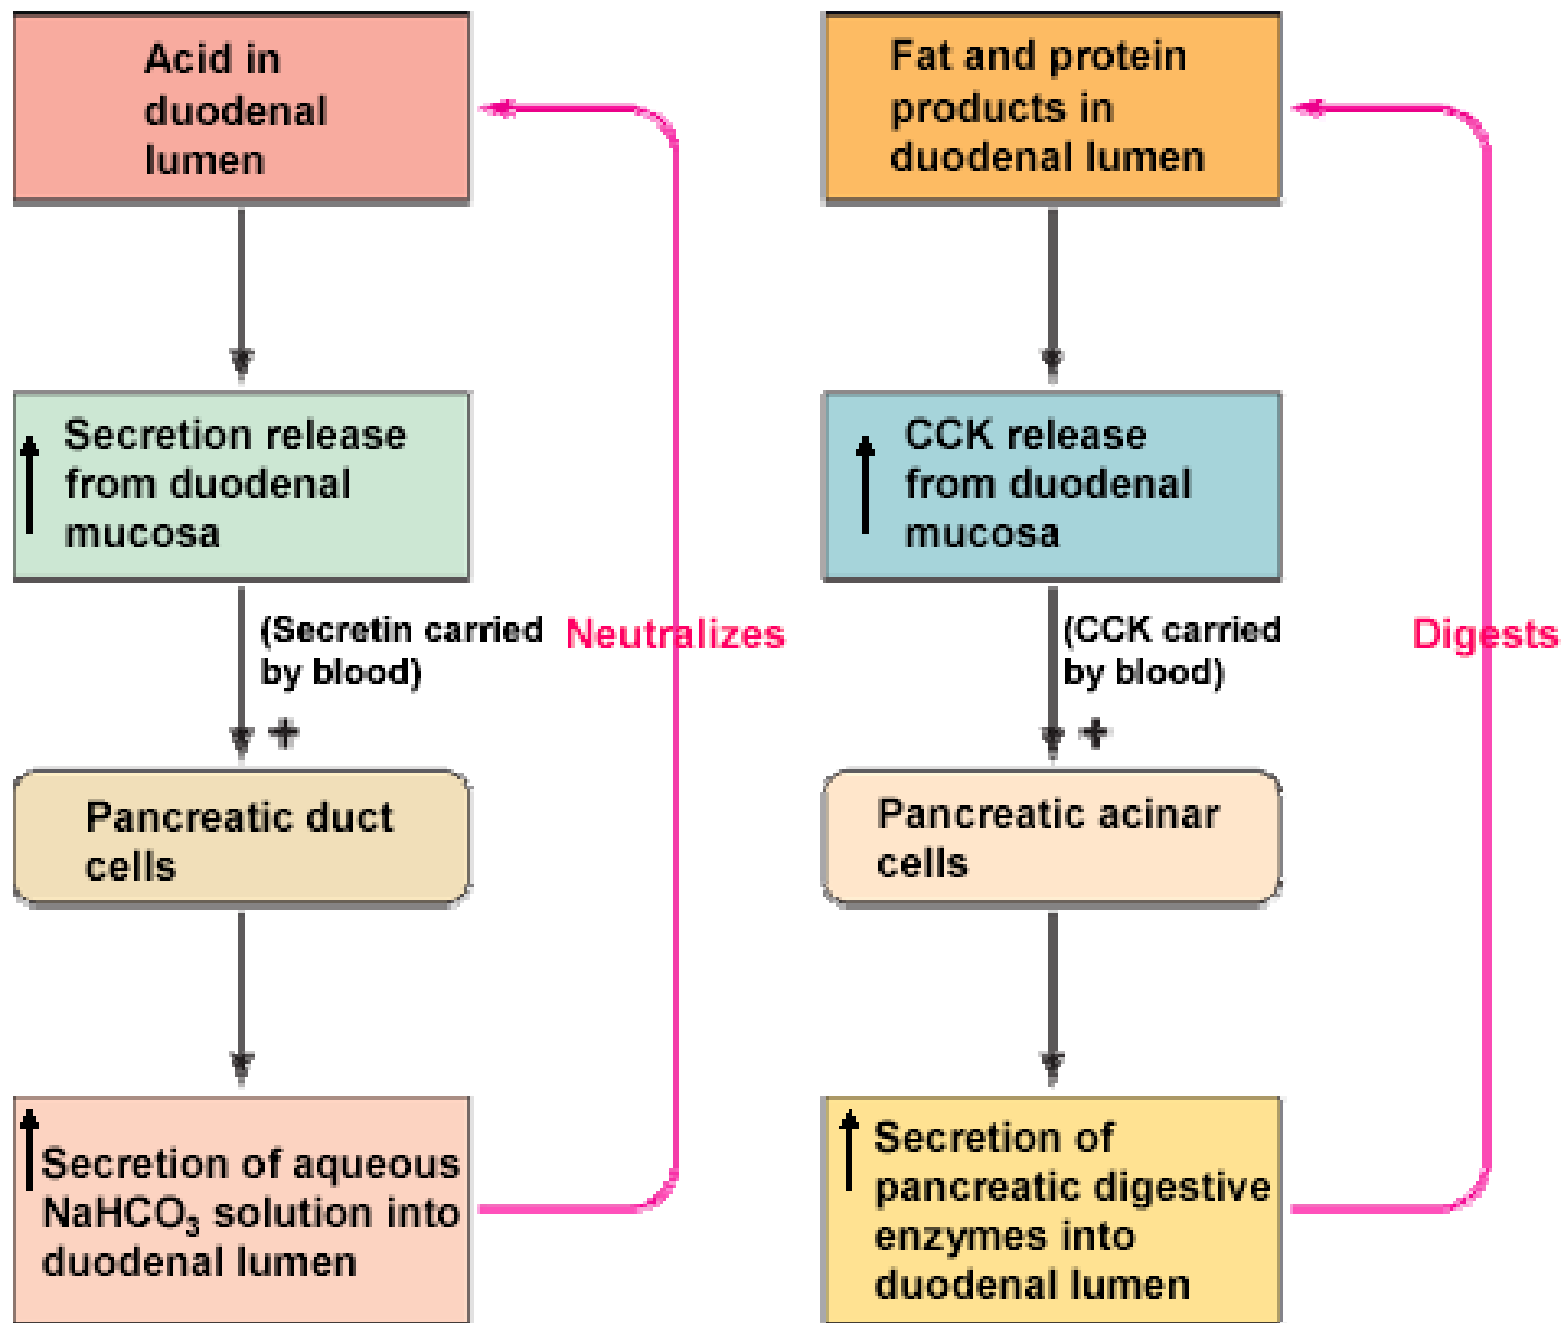 Acid in
duodenal
lumen
Secretion release
from duodenal
mucosa
(Secretin carried
by blood)
+
Neutralizes
Pancreatic duct
cells
Secretion of aqueous
NaHCO₃ solution into
duodenal lumen
Fat and protein
products in
duodenal lumen
CCK release
from duodenal
mucosa
(CCK carried
by blood)
+
Digests
Pancreatic acinar
cells
Secretion of
pancreatic digestive
enzymes into
duodenal lumen